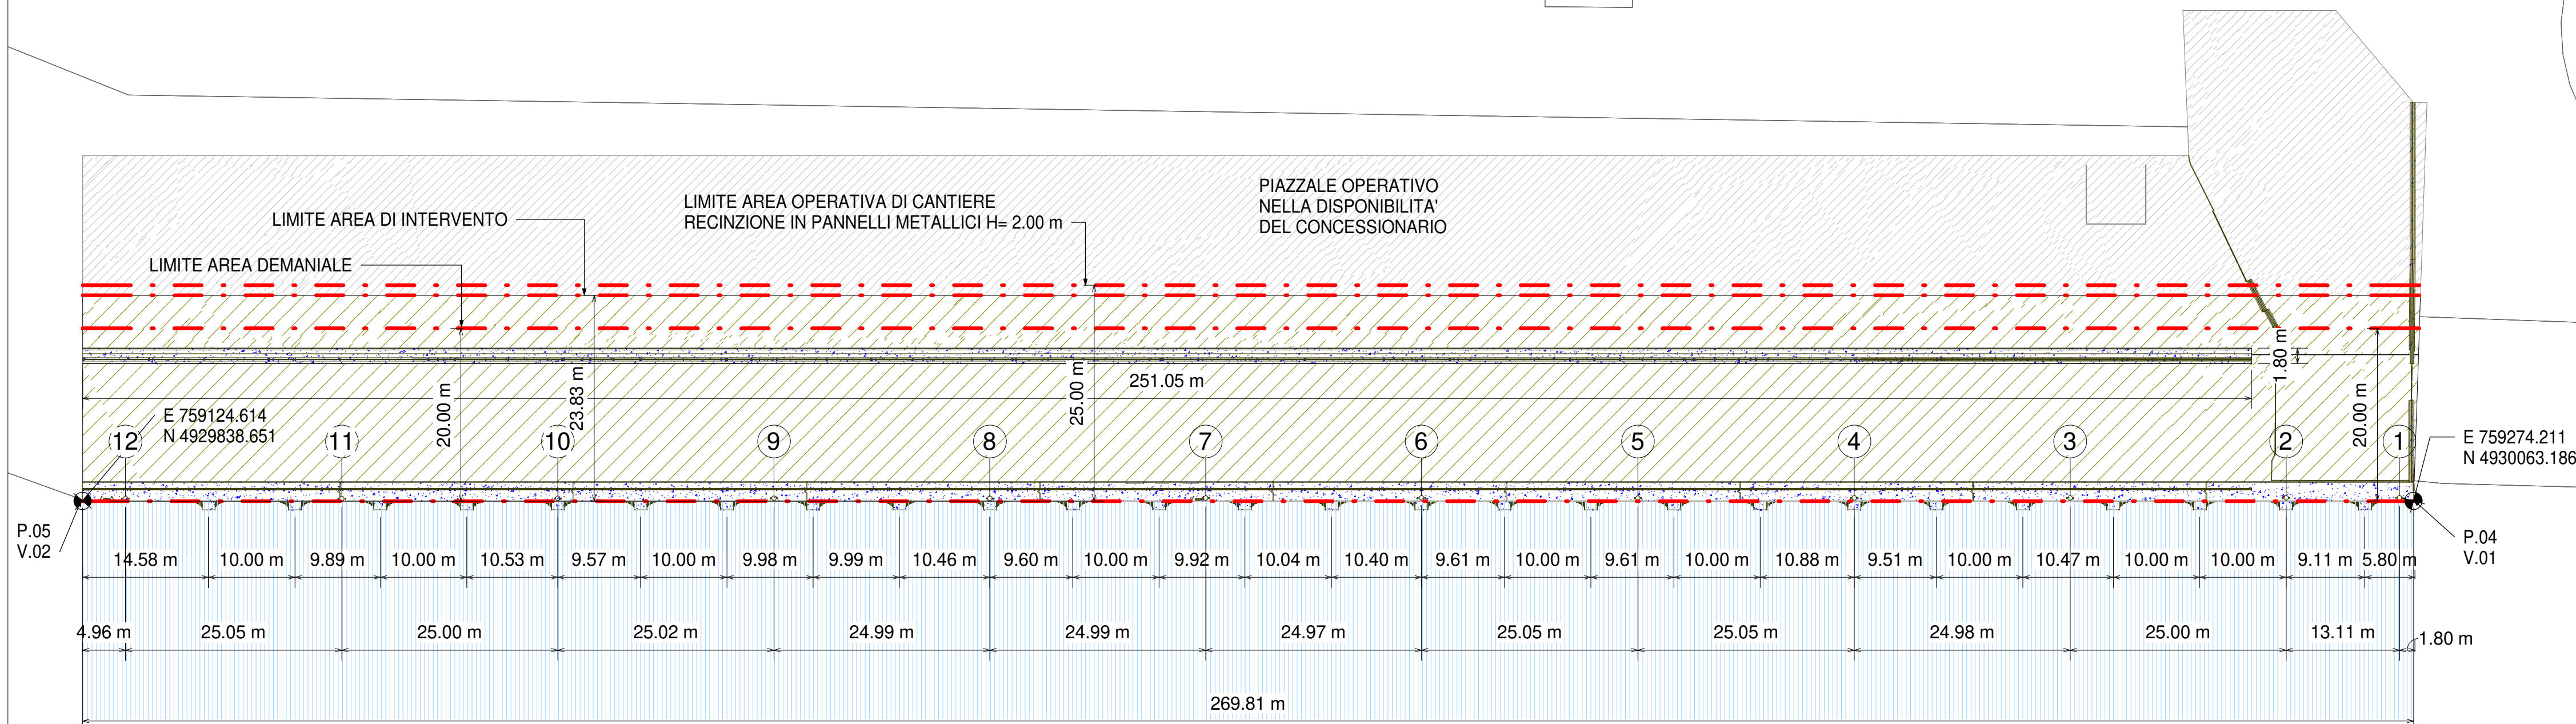 PIAZZALE OPERATIVO
NELLA DISPONIBILITA'
DEL CONCESSIONARIO
LIMITE AREA OPERATIVA DI CANTIERE
RECINZIONE IN PANNELLI METALLICI H= 2.00 m
LIMITE AREA DI INTERVENTO
LIMITE AREA DEMANIALE
1.80 m
251.05 m
20.00 m
23.83 m
25.00 m
20.00 m
E 759124.614
N 4929838.651
E 759274.211
N 4930063.186
12
11
10
9
8
7
6
5
4
3
2
1
P.05
V.02
P.04
V.01
14.58 m
10.00 m
9.89 m
10.00 m
10.53 m
9.57 m
10.00 m
9.98 m
9.99 m
10.46 m
9.60 m
10.00 m
9.92 m
10.04 m
10.40 m
9.61 m
10.00 m
9.61 m
10.00 m
10.88 m
9.51 m
10.00 m
10.47 m
10.00 m
10.00 m
9.11 m
5.80 m
4.96 m
25.05 m
25.00 m
25.02 m
24.99 m
24.99 m
24.97 m
25.05 m
25.05 m
24.98 m
25.00 m
13.11 m
1.80 m
269.81 m